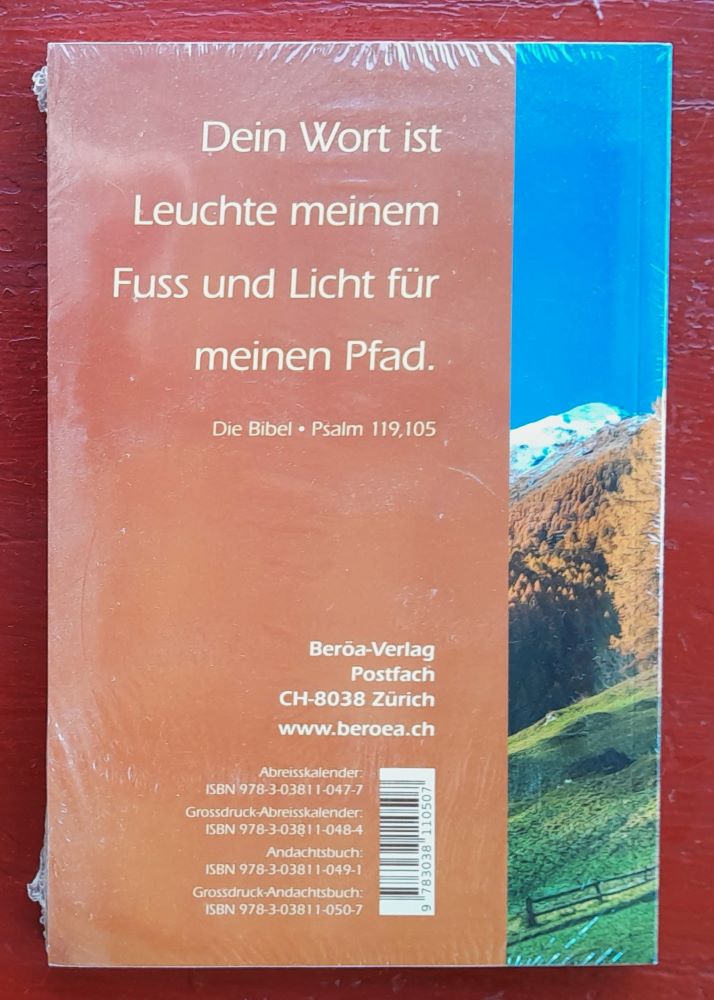 Dein Wort ist
Leuchte meinem
Fuss und Licht für
meinen Pfad.
Die Bibel • Psalm 119,105
Beröa-Verlag
Postfach
CH-8038 Zürich
www.beroea.ch
Abreisskalender:
ISBN 978-3-03811-047-7
Grossdruck-Abreisskalender:
ISBN 978-3-03811-048-4
Andachtsbuch:
ISBN 978-3-03811-049-1
Grossdruck-Andachtsbuch:
ISBN 978-3-03811-050-7
9 783038 110507